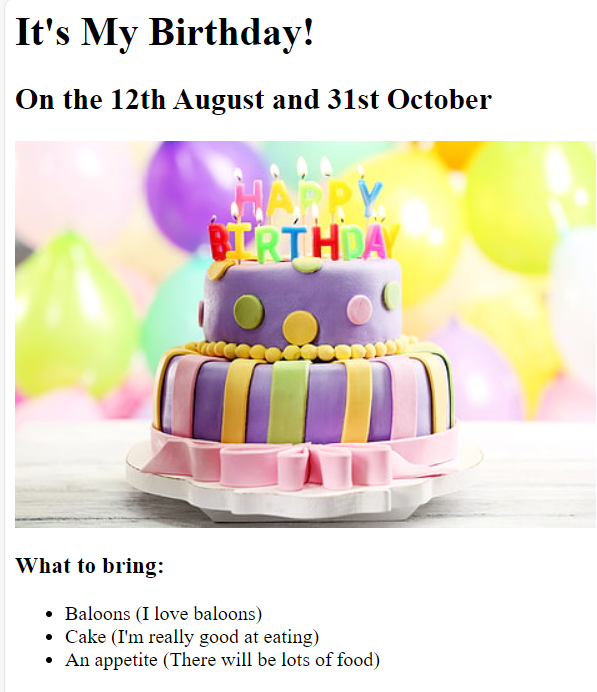 It's My Birthday!
On the 12th August and 31st October
HAPPY
BIRTHDAY
What to bring:
Baloons (I love baloons)
Cake (I'm really good at eating)
An appetite (There will be lots of food)